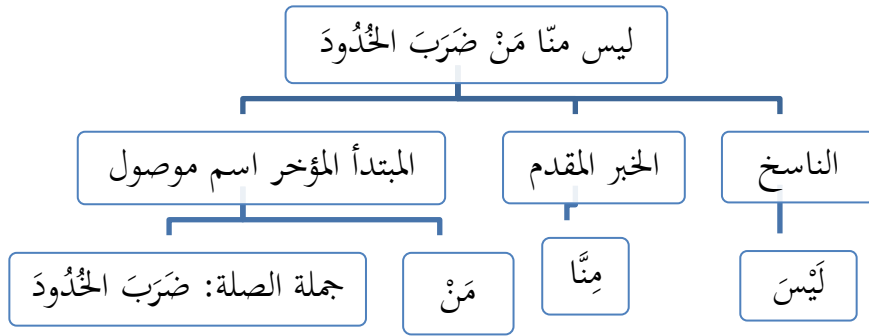 ليس منّا مَنْ ضَرَبَ الخُدُودَ
الناسخ
الخبر المقدم
المبتدأ المؤخر اسم موصول
لَيْسَ
مِنَّا
مَنْ
جملة الصلة: ضَرَبَ الخُدُودَ